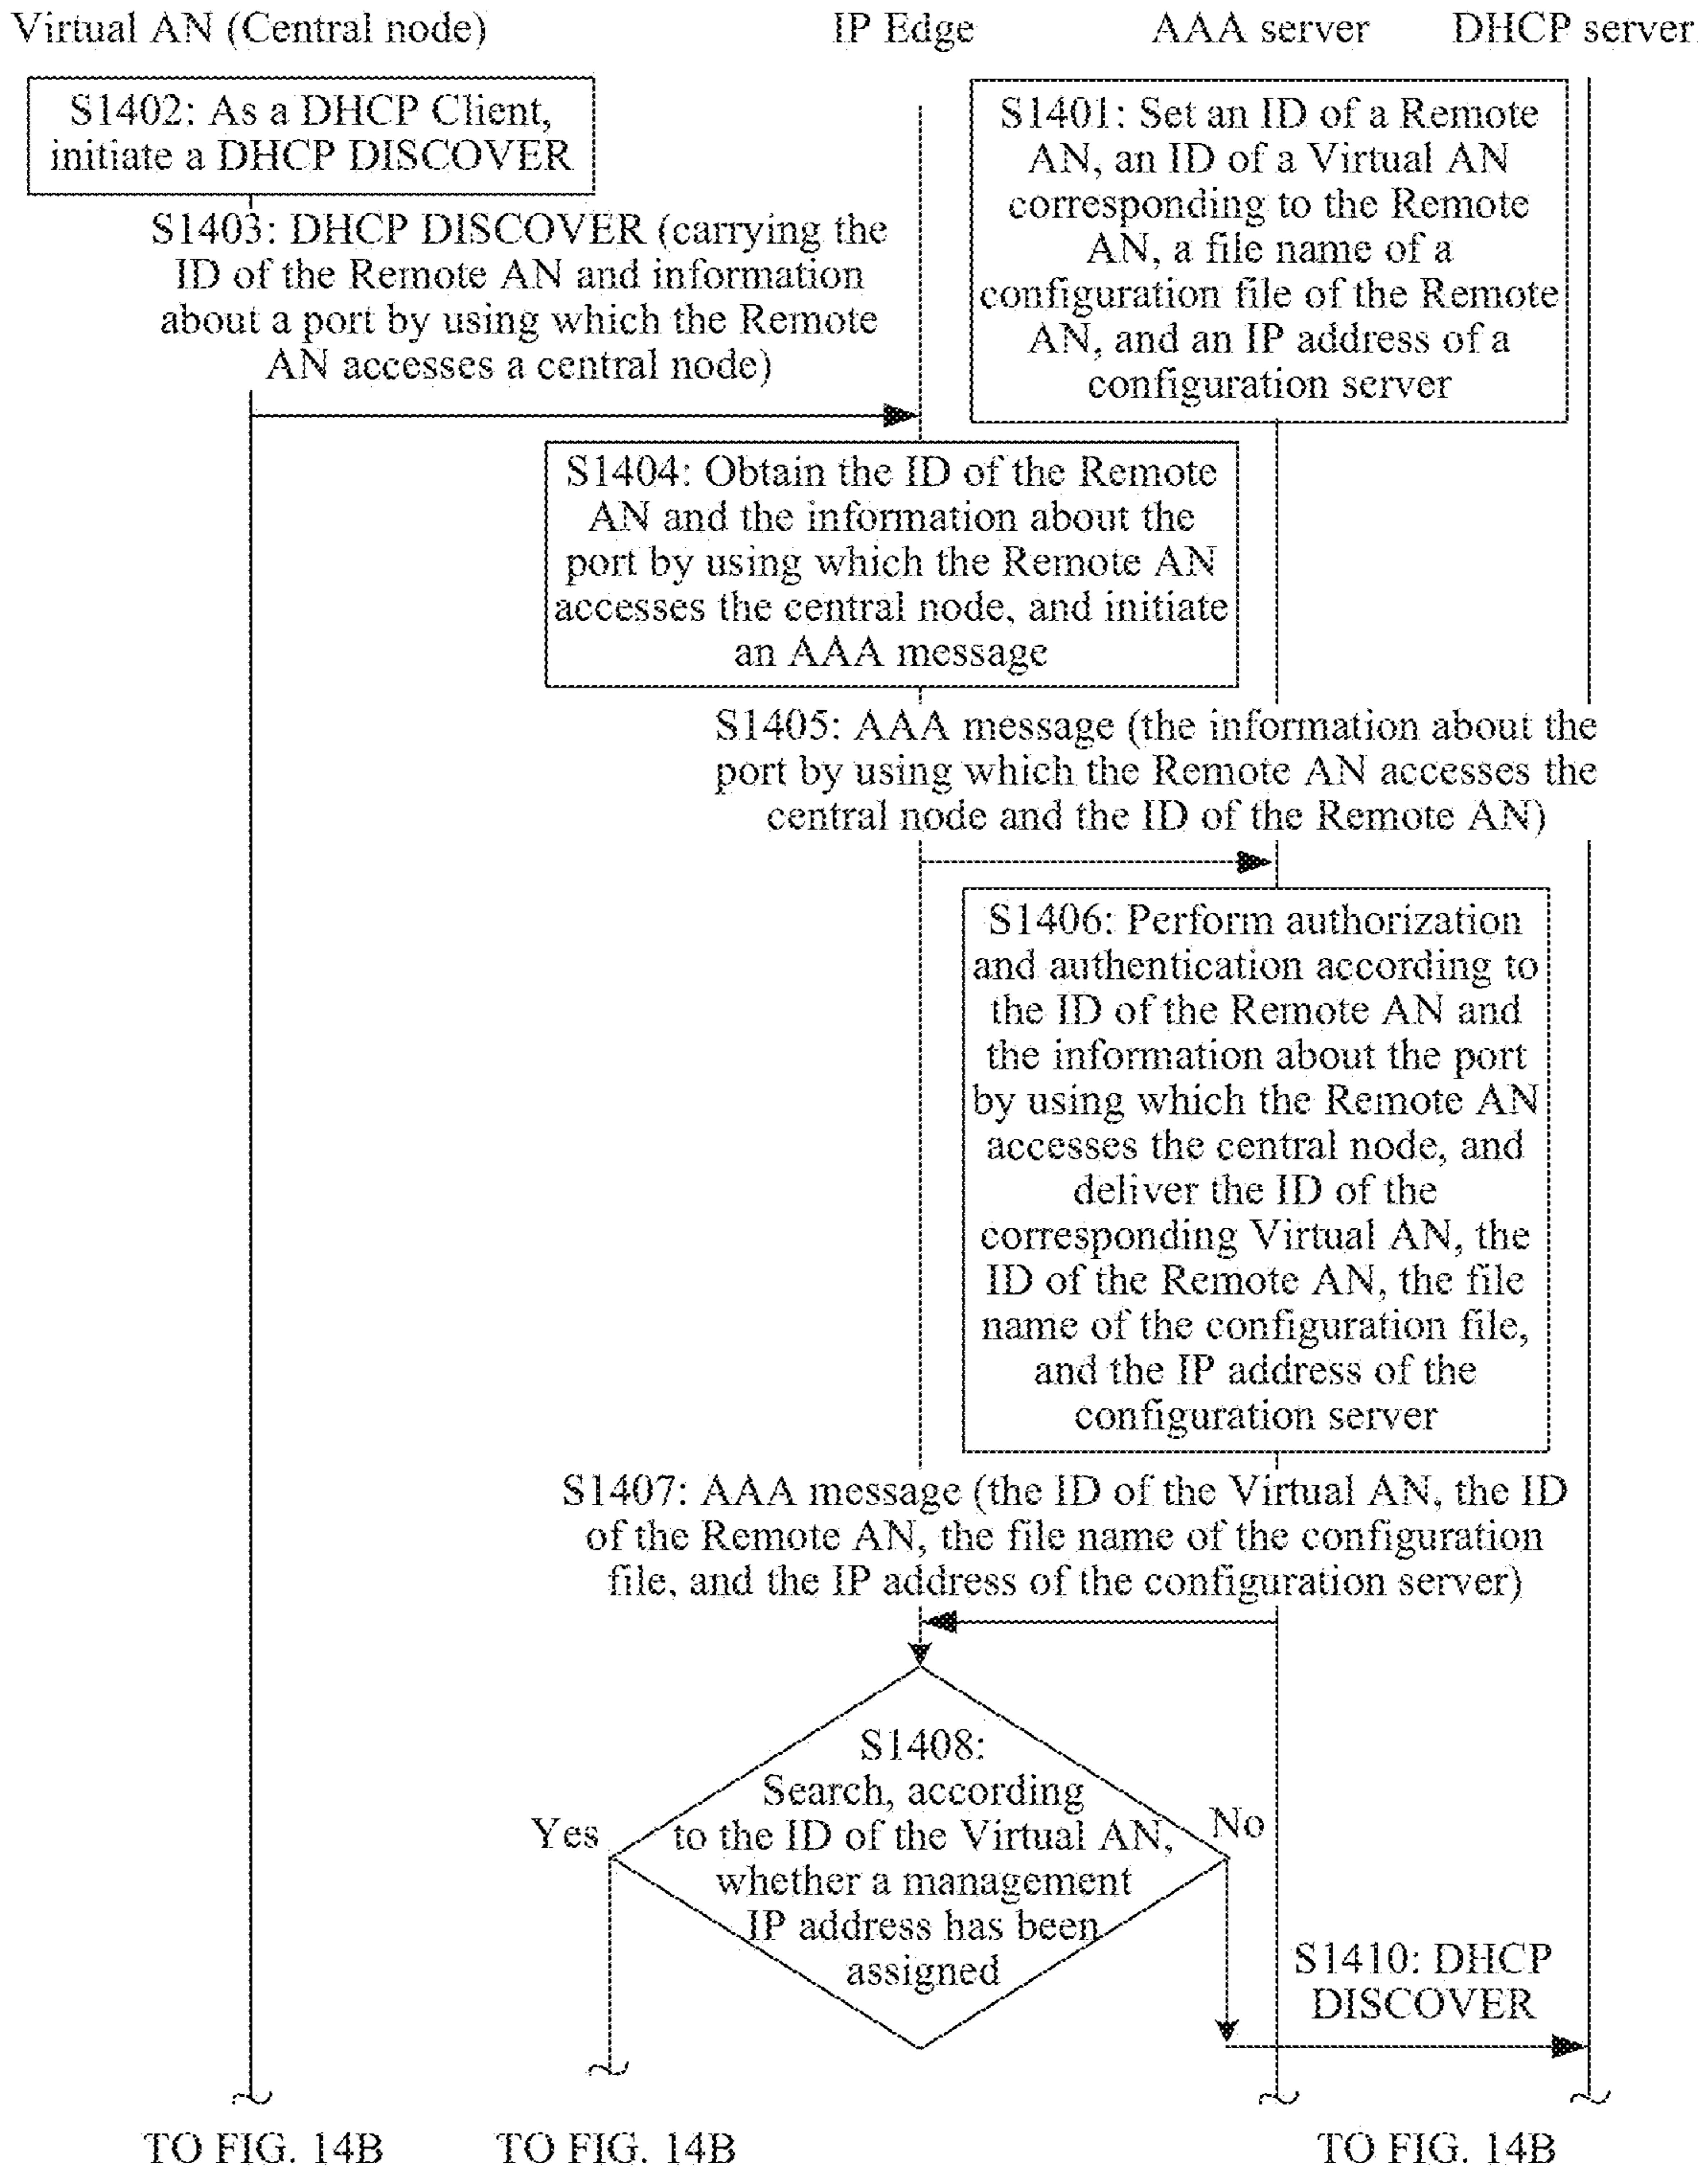 Virtual AN (Central node)
IP Edge
AAA server
DHCP server
S1402: As a DHCP Client,
initiate a DHCP DISCOVER
S1401: Set an ID of a Remote
AN, an ID of a Virtual AN
corresponding to the Remote
AN, a file name of a
configuration file of the Remote
AN, and an IP address of a
configuration server
S1403: DHCP DISCOVER (carrying the
ID of the Remote AN and information
about a port by using which the Remote
AN accesses a central node)
S1404: Obtain the ID of the Remote
AN and the information about the
port by using which the Remote AN
accesses the central node, and initiate
an AAA message
S1405: AAA message (the information about the
port by using which the Remote AN accesses the
central node and the ID of the Remote AN)
S1406: Perform authorization
and authentication according to
the ID of the Remote AN and
the information about the port
by using which the Remote AN
accesses the central node, and
deliver the ID of the
corresponding Virtual AN, the
ID of the Remote AN, the file
name of the configuration file,
and the IP address of the
configuration server
S1407: AAA message (the ID of the Virtual AN, the ID
of the Remote AN, the file name of the configuration
file, and the IP address of the configuration server)
S1408:
Search, according
to the ID of the Virtual AN,
whether a management
IP address has been
assigned
Yes
No
S1410: DHCP
DISCOVER
TO FIG. 14B
TO FIG. 14B
TO FIG. 14B